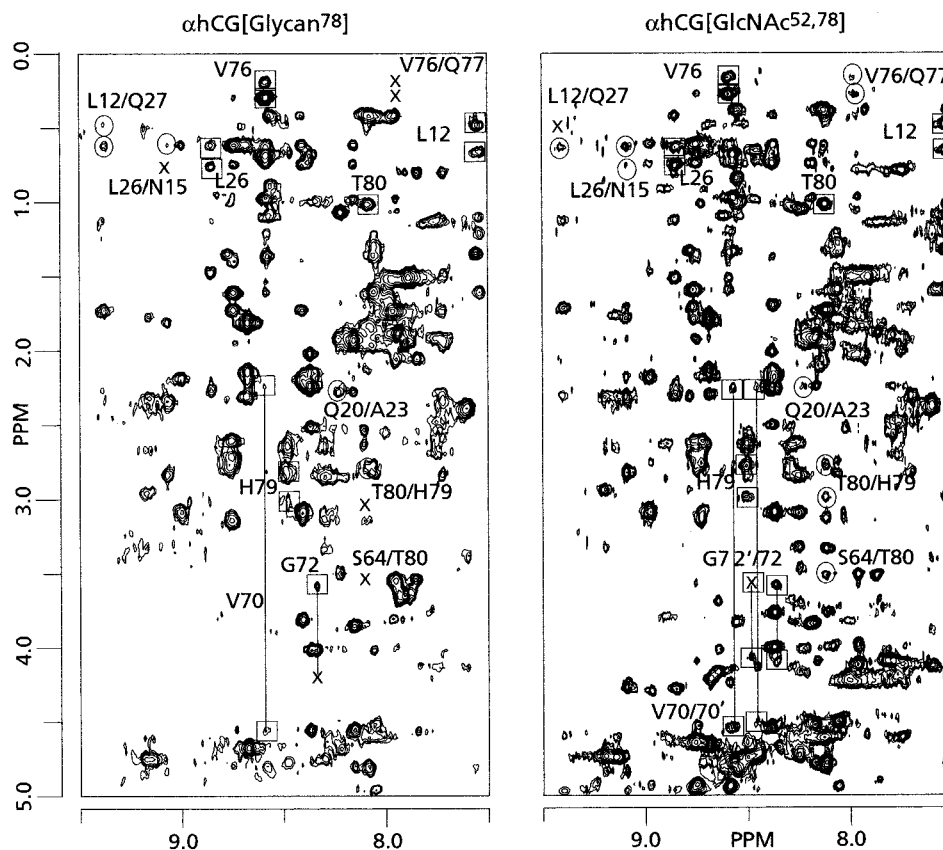 αhCG[Glycan78]
0.0
1.0
2.0
PPM
3.0
4.0
5.0
V76
V76/Q77
X
X
L12/Q27
L12
X
L26/N15
L26
T80
Q20/A23
H79
T80/H79
X
G72
S64/T80
X
V70
X
9.0
8.0
αhCG[GlcNAc52,78]
V76
V76/Q77
L12/Q27
X
L12
L26/N15
L26
T80
Q20/A23
H79
T80/H79
G72'/72
S64/T80
X
V70/70'
9.0
PPM
8.0